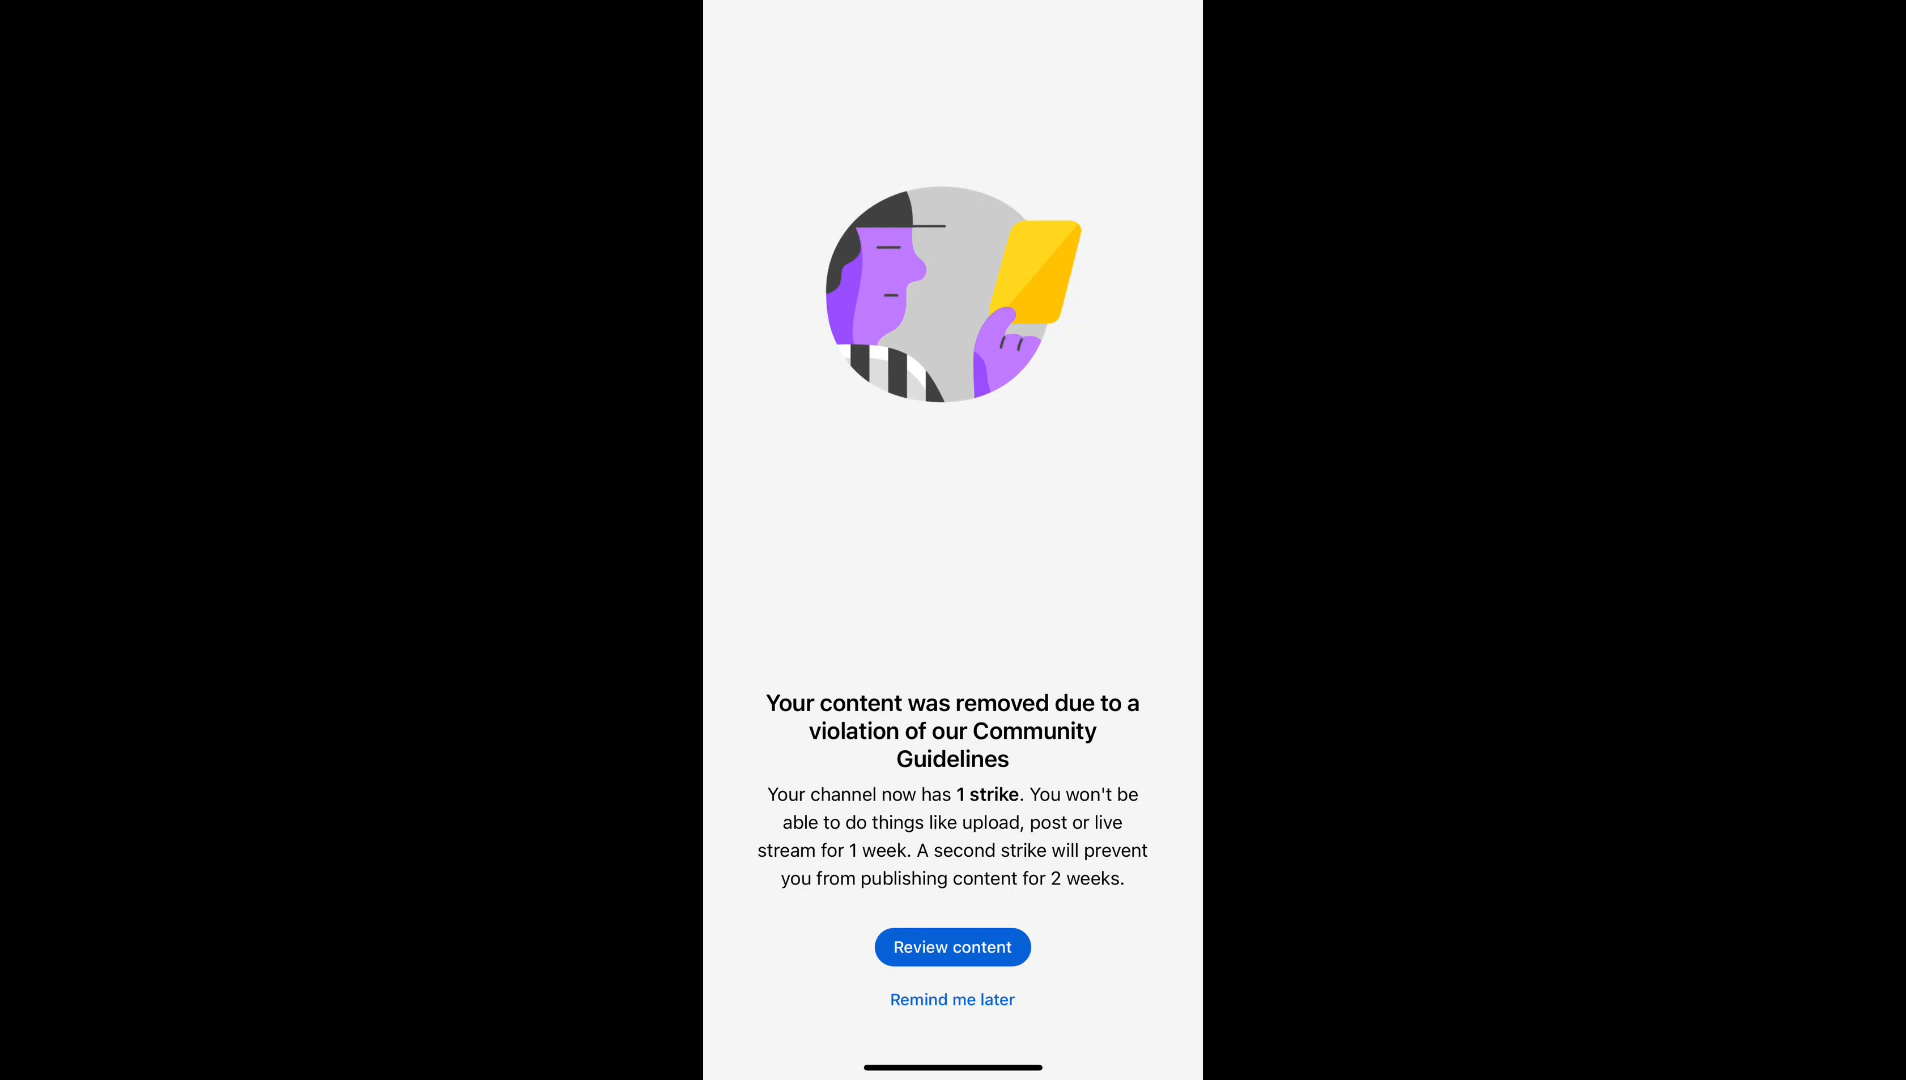 Your content was removed due to a
violation of our Community
Guidelines
Your channel now has 1 strike. You won't be
able to do things like upload, post or live
stream for 1 week. A second strike will prevent
you from publishing content for 2 weeks.
Review content
Remind me later